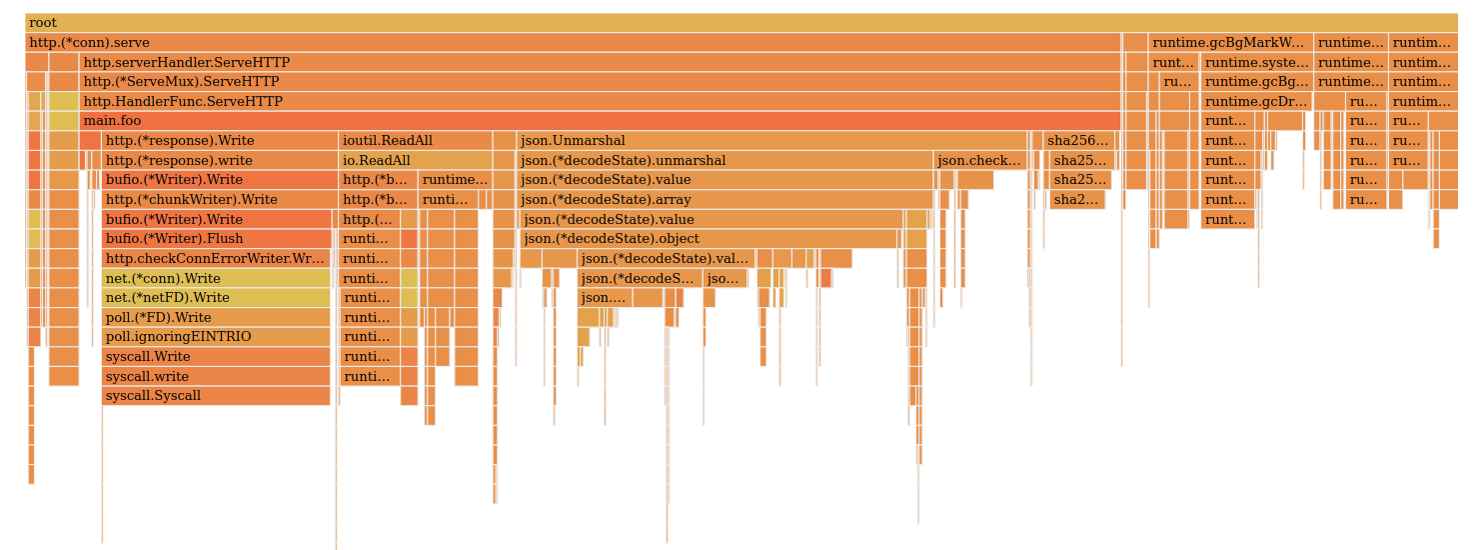 root
http.(*conn).serve runtime.gcBgMarkW... runtime... runtim...
http.serverHandler.ServeHTTP runt... runtime.syste... runtime... runtim...
http.(*ServeMux).ServeHTTP ru... runtime.gcBg... runtime... runtim...
http.HandlerFunc.ServeHTTP runtime.gcDr... ru... runtim...
main.foo runt... ru... ru...
http.(*response).Write ioutil.ReadAll json.Unmarshal sha256... runt... ru... ru...
http.(*response).write io.ReadAll json.(*decodeState).unmarshal json.check... sha25... runt... ru... ru...
bufio.(*Writer).Write http.(*b... runtime... json.(*decodeState).value sha25... runt... ru...
http.(*chunkWriter).Write http.(*b... runti... json.(*decodeState).array sha2... runt... ru...
bufio.(*Writer).Write http.(... json.(*decodeState).value runt...
bufio.(*Writer).Flush runti... json.(*decodeState).object
http.checkConnErrorWriter.Wr... runti... json.(*decodeState).val...
net.(*conn).Write runti... json.(*decodeS... jso...
net.(*netFD).Write runti... json....
poll.(*FD).Write runti...
poll.ignoringEINTRIO runti...
syscall.Write runti...
syscall.write runti...
syscall.Syscall